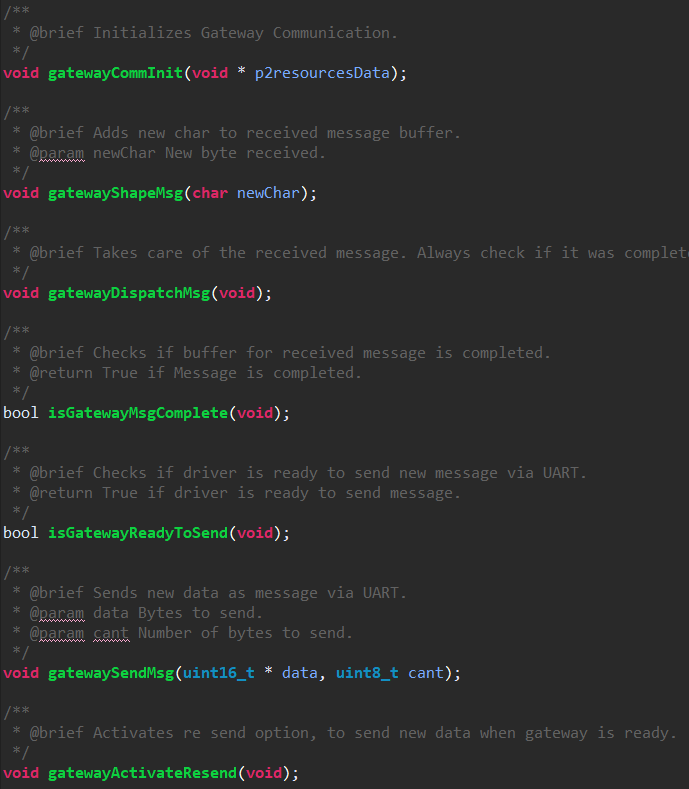 /**
 * @brief Initializes Gateway Communication.
 */
void gatewayCommInit(void * p2resourcesData);
/**
 * @brief Adds new char to received message buffer.
 * @param newChar New byte received.
 */
void gatewayShapeMsg(char newChar);
/**
 * @brief Takes care of the received message. Always check if it was complet
 */
void gatewayDispatchMsg(void);
/**
 * @brief Checks if buffer for received message is completed.
 * @return True if Message is completed.
 */
bool isGatewayMsgComplete(void);
/**
 * @brief Checks if driver is ready to send new message via UART.
 * @return True if driver is ready to send message.
 */
bool isGatewayReadyToSend(void);
/**
 * @brief Sends new data as message via UART.
 * @param data Bytes to send.
 * @param cant Number of bytes to send.
 */
void gatewaySendMsg(uint16_t * data, uint8_t cant);
/**
 * @brief Activates re send option, to send new data when gateway is ready.
 */
void gatewayActivateResend(void);